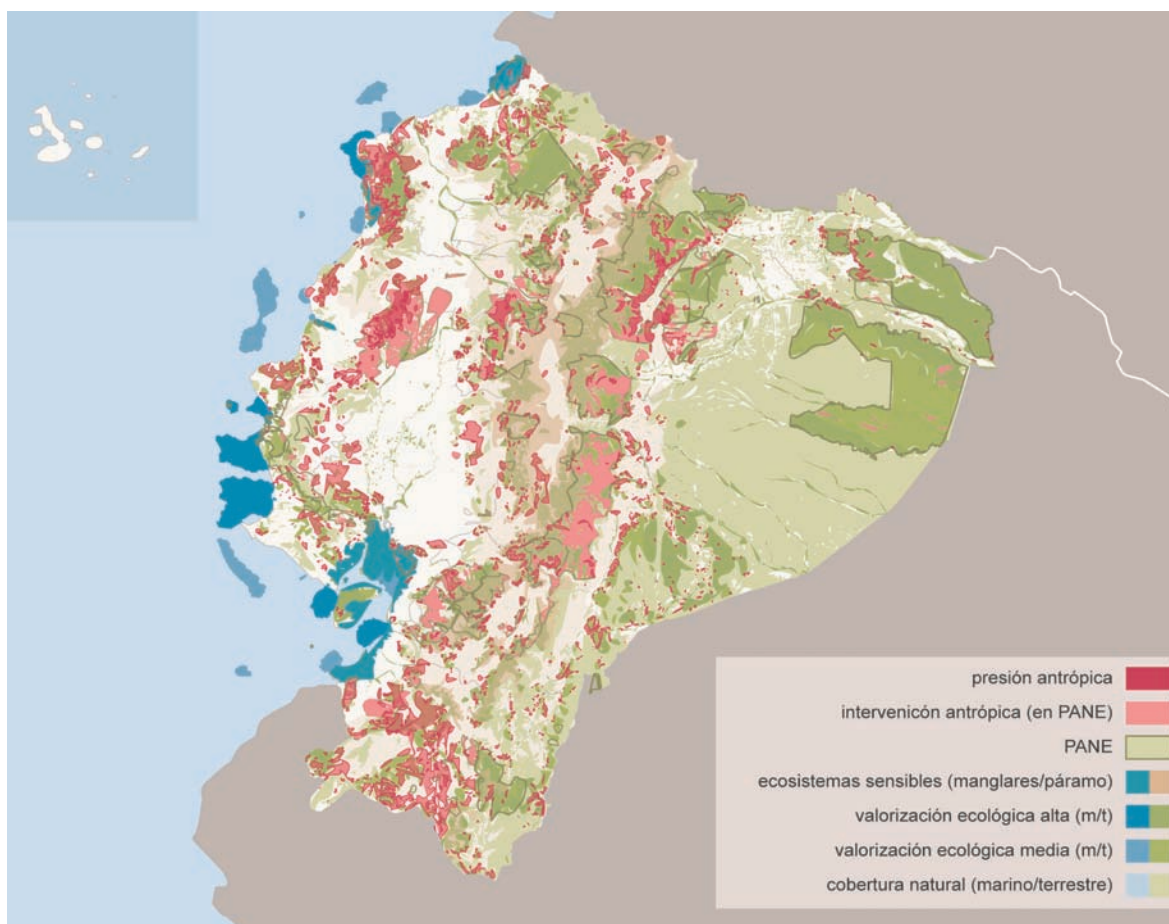 presión antrópica
intervenicón antrópica (en PANE)
PANE
ecosistemas sensibles (manglares/páramo)
valorización ecológica alta (m/t)
valorización ecológica media (m/t)
cobertura natural (marino/terrestre)